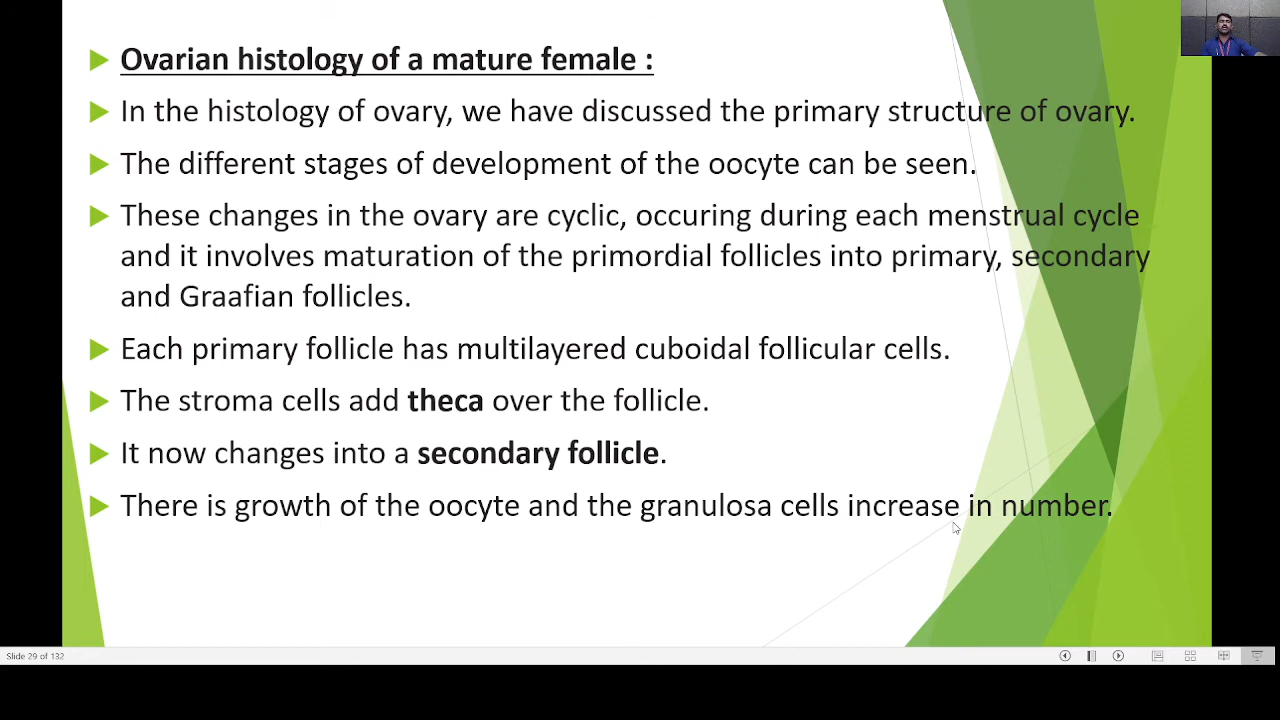 Ovarian histology of a mature female :
In the histology of ovary, we have discussed the primary structure of ovary.
The different stages of development of the oocyte can be seen.
These changes in the ovary are cyclic, occuring during each menstrual cycle
and it involves maturation of the primordial follicles into primary, secondary
and Graafian follicles.
Each primary follicle has multilayered cuboidal follicular cells.
The stroma cells add theca over the follicle.
It now changes into a secondary follicle.
There is growth of the oocyte and the granulosa cells increase in number.
Slide 29 of 132